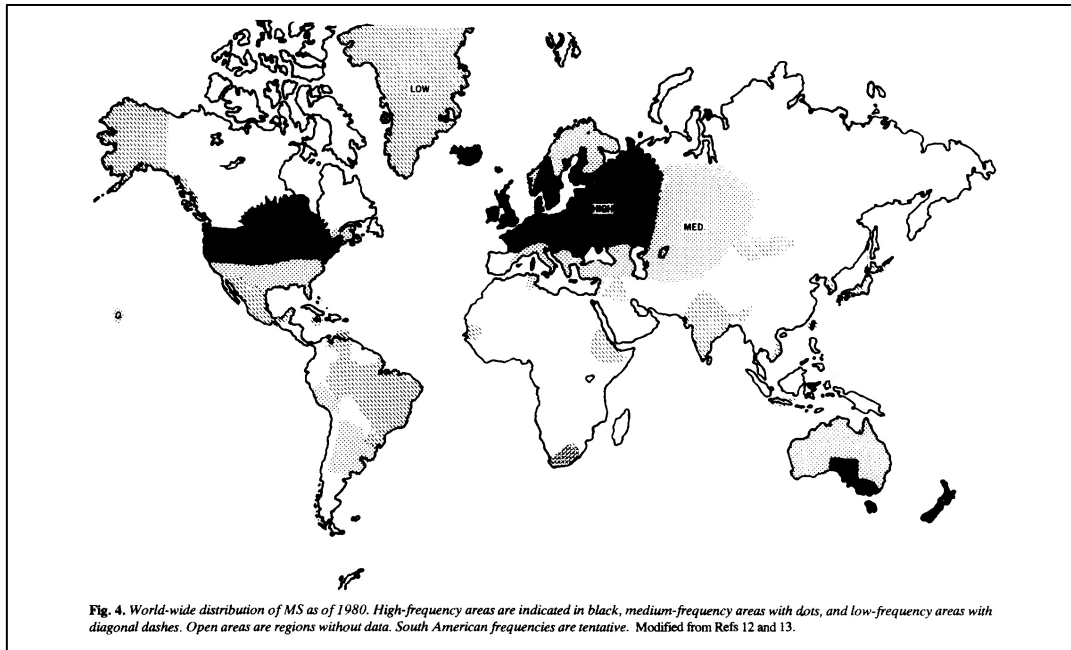 LOW
HIGH
MED.
Fig. 4. World-wide distribution of MS as of 1980. High-frequency areas are indicated in black, medium-frequency areas with dots, and low-frequency areas with
diagonal dashes. Open areas are regions without data. South American frequencies are tentative. Modified from Refs 12 and 13.